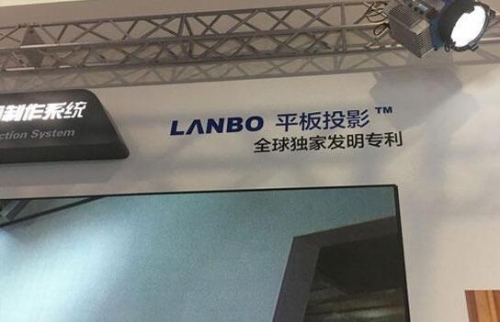 制作系统
ction System
LANBO 平板投影™
全球独家发明专利